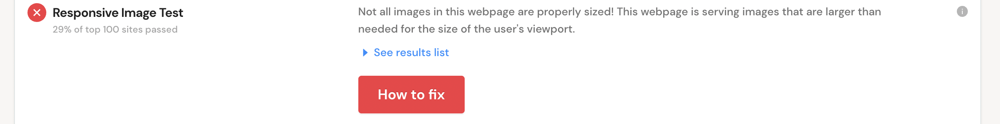 Responsive Image Test
29% of top 100 sites passed
Not all images in this webpage are properly sized! This webpage is serving images that are larger than
needed for the size of the user's viewport.
See results list
How to fix